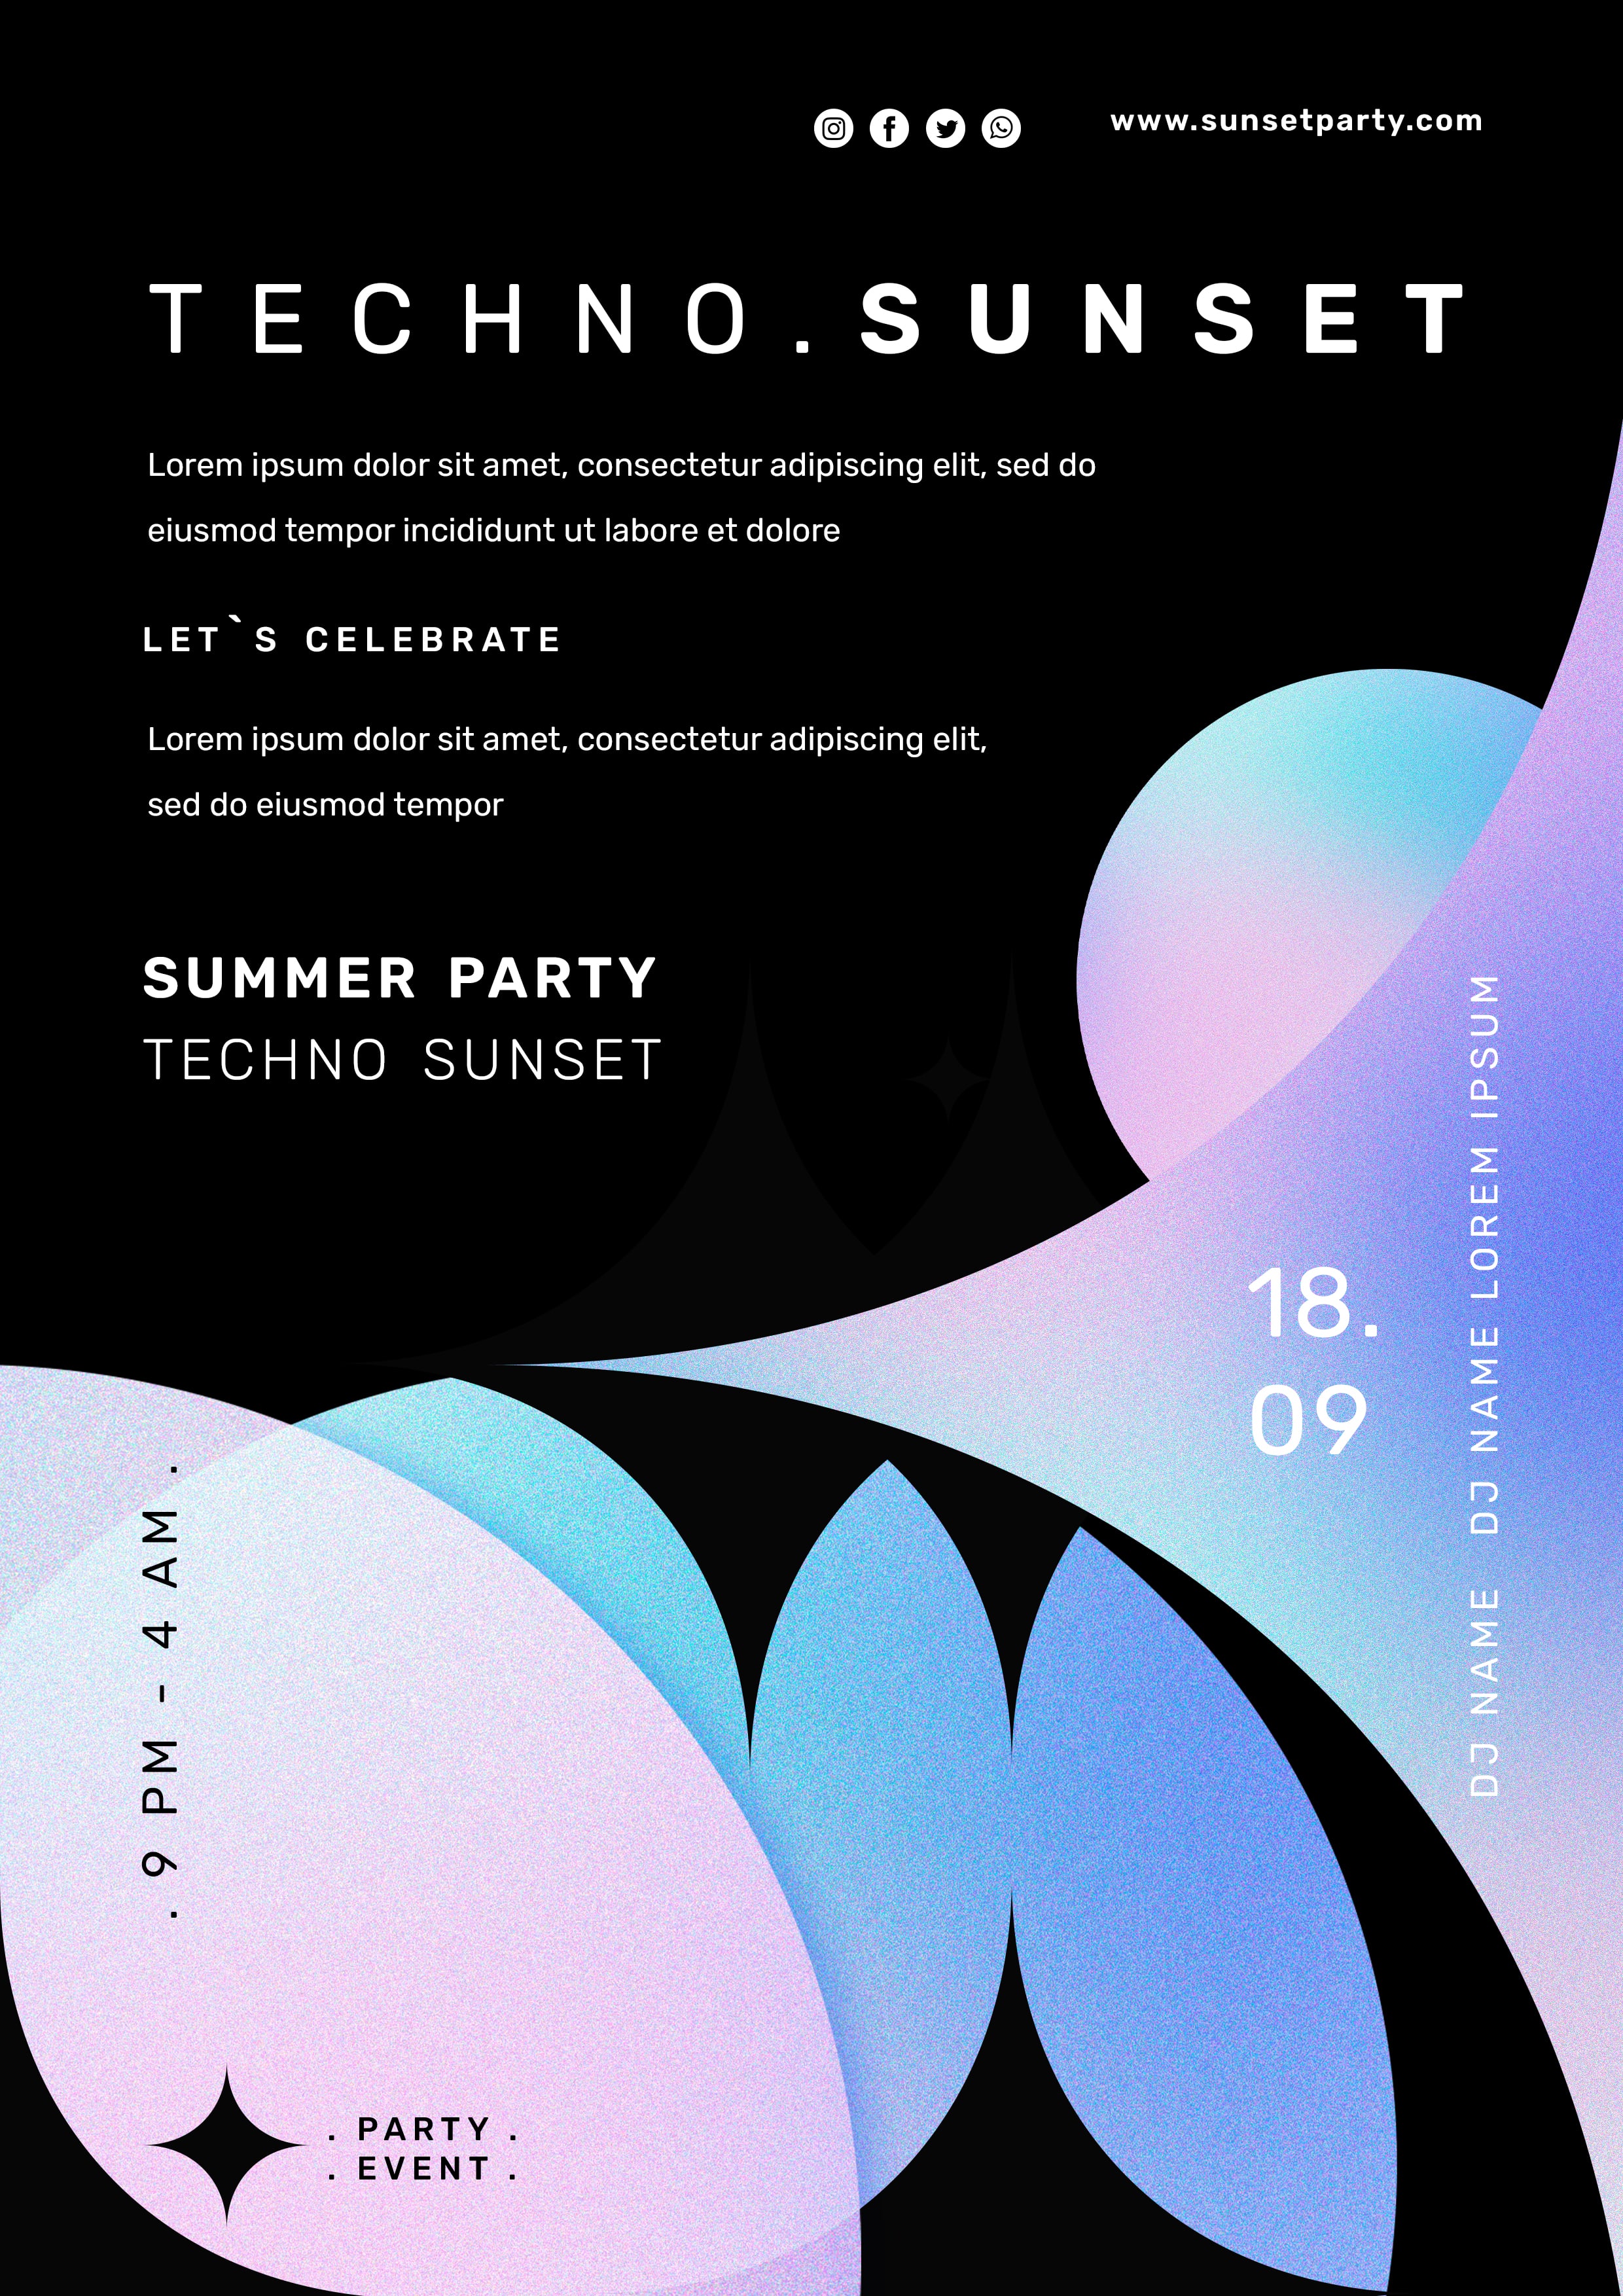 www.sunsetparty.com
TECHNO.SUNSET
Lorem ipsum dolor sit amet, consectetur adipiscing elit, sed do
eiusmod tempor incididunt ut labore et dolore
LET`S CELEBRATE
Lorem ipsum dolor sit amet, consectetur adipiscing elit,
sed do eiusmod tempor
SUMMER PARTY
TECHNO SUNSET
18.
09
DJ NAME DJ NAME LOREM IPSUM
. 9 PM - 4 AM .
. PARTY .
. EVENT .